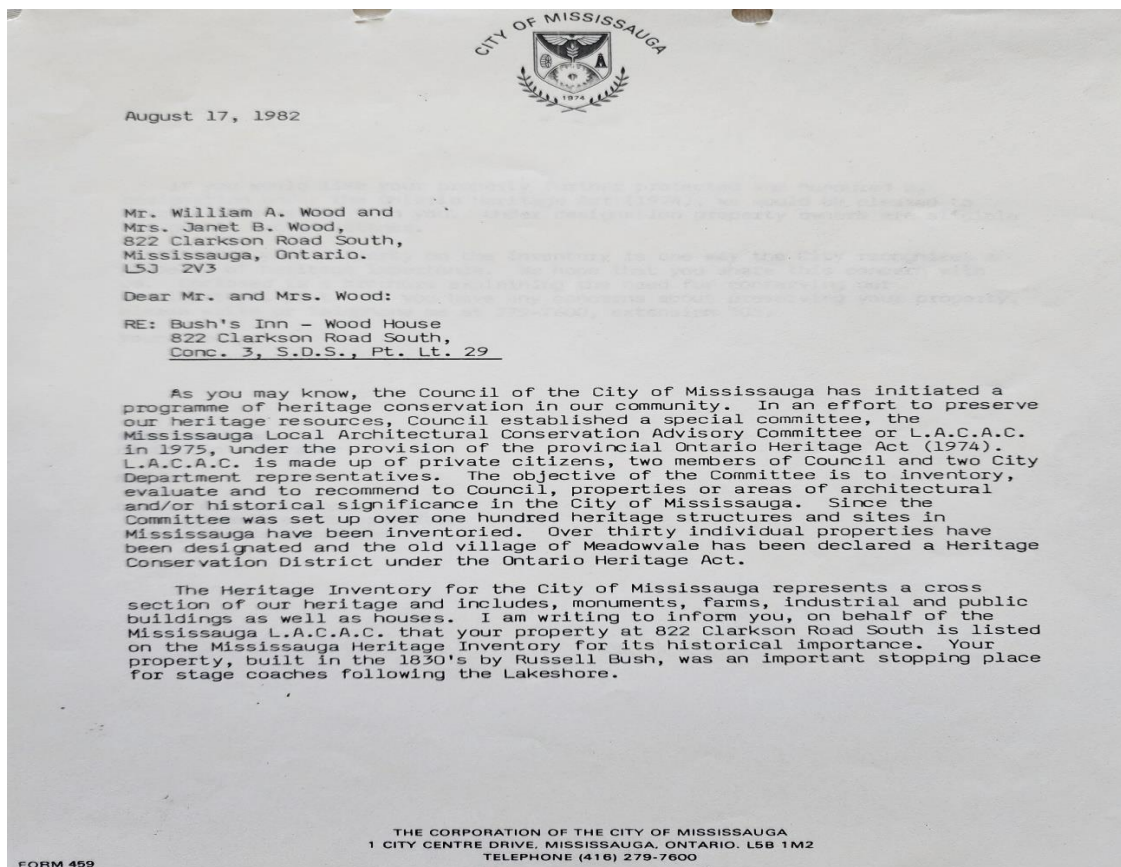 CITY OF MISSISSAUGA
1974
August 17, 1982
Mr. William A. Wood and
Mrs. Janet B. Wood,
822 Clarkson Road South,
Mississauga, Ontario.
L5J 2V3
Dear Mr. and Mrs. Wood:
RE: Bush's Inn - Wood House
822 Clarkson Road South,
Conc. 3, S.D.S., Pt. Lt. 29
As you may know, the Council of the City of Mississauga has initiated a
programme of heritage conservation in our community. In an effort to preserve
our heritage resources, Council established a special committee, the
Mississauga Local Architectural Conservation Advisory Committee or L.A.C.A.C.
in 1975, under the provision of the provincial Ontario Heritage Act (1974).
L.A.C.A.C. is made up of private citizens, two members of Council and two City
Department representatives. The objective of the Committee is to inventory,
evaluate and to recommend to Council, properties or areas of architectural
and/or historical significance in the City of Mississauga. Since the
Committee was set up over one hundred heritage structures and sites in
Mississauga have been inventoried. Over thirty individual properties have
been designated and the old village of Meadowvale has been declared a Heritage
Conservation District under the Ontario Heritage Act.
The Heritage Inventory for the City of Mississauga represents a cross
section of our heritage and includes, monuments, farms, industrial and public
buildings as well as houses. I am writing to inform you, on behalf of the
Mississauga L.A.C.A.C. that your property at 822 Clarkson Road South is listed
on the Mississauga Heritage Inventory for its historical importance. Your
property, built in the 1830's by Russell Bush, was an important stopping place
for stage coaches following the Lakeshore.
THE CORPORATION OF THE CITY OF MISSISSAUGA
1 CITY CENTRE DRIVE, MISSISSAUGA, ONTARIO. L5B 1M2
TELEPHONE (416) 279-7600
FORM 459